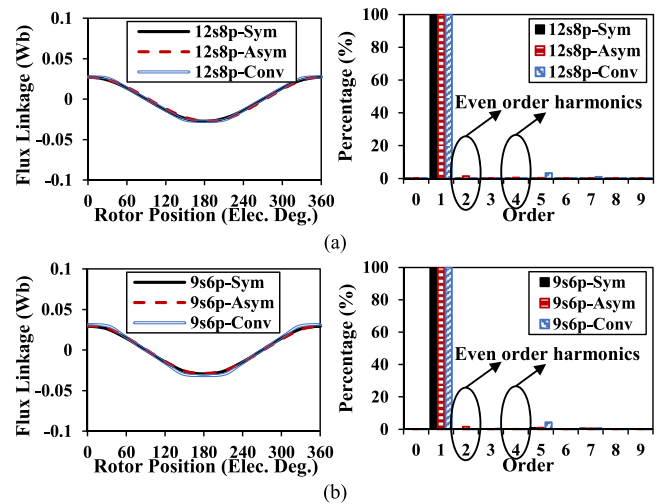 0.1
0.05
0
-0.05
-0.1
Flux Linkage (Wb)
12s8p-Sym
12s8p-Asym
12s8p-Conv
0 60 120 180 240 300 360
Rotor Position (Elec. Deg.)
100
80
60
40
20
0
Percentage (%)
12s8p-Sym
12s8p-Asym
12s8p-Conv
Even order harmonics
0 1 2 3 4 5 6 7 8 9
Order
(a)
0.1
0.05
0
-0.05
-0.1
Flux Linkage (Wb)
9s6p-Sym
9s6p-Asym
9s6p-Conv
0 60 120 180 240 300 360
Rotor Position (Elec. Deg.)
100
80
60
40
20
0
Percentage (%)
9s6p-Sym
9s6p-Asym
9s6p-Conv
Even order harmonics
0 1 2 3 4 5 6 7 8 9
Order
(b)